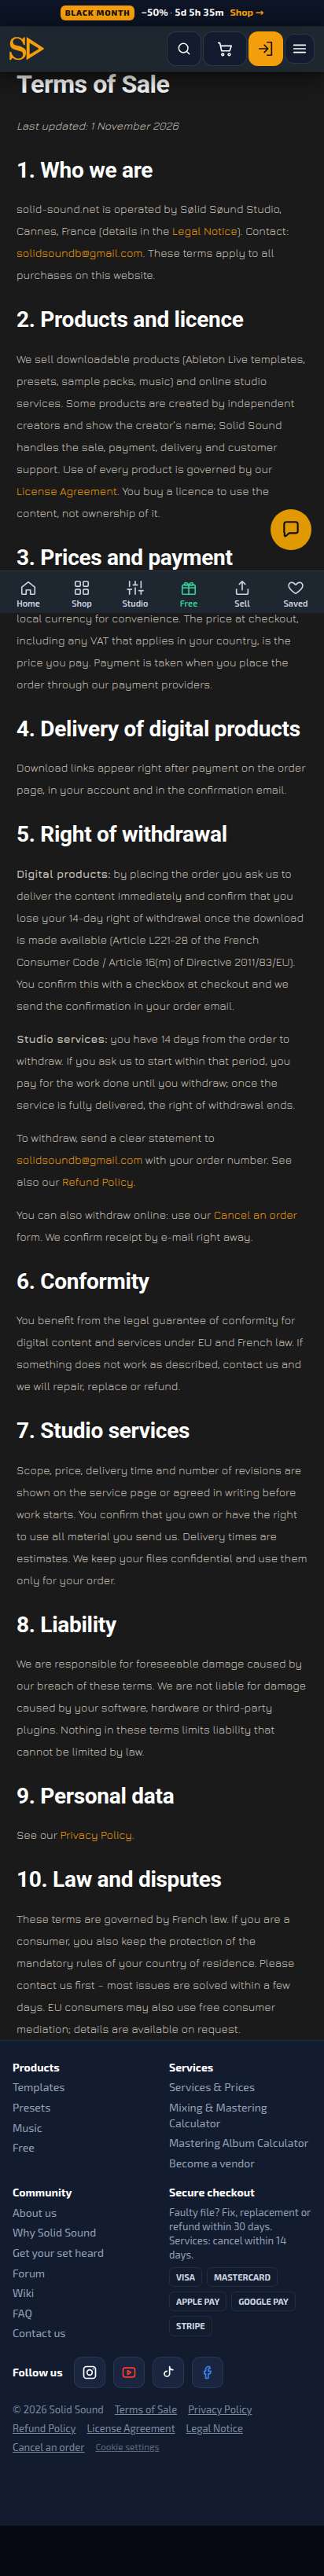 BLACK MONTH −50% · 5d 5h 35m Shop →
Terms of Sale
Last updated: 1 November 2026
1. Who we are
solid-sound.net is operated by Sølid Søund Studio,
Cannes, France (details in the Legal Notice). Contact:
solidsoundb@gmail.com. These terms apply to all
purchases on this website.
2. Products and licence
We sell downloadable products (Ableton Live templates,
presets, sample packs, music) and online studio
services. Some products are created by independent
creators and show the creator's name; Solid Sound
handles the sale, payment, delivery and customer
support. Use of every product is governed by our
License Agreement. You buy a licence to use the
content, not ownership of it.
3. Prices and payment
Home Shop Studio Free Sell Saved
local currency for convenience. The price at checkout,
including any VAT that applies in your country, is the
price you pay. Payment is taken when you place the
order through our payment providers.
4. Delivery of digital products
Download links appear right after payment on the order
page, in your account and in the confirmation email.
5. Right of withdrawal
Digital products: by placing the order you ask us to
deliver the content immediately and confirm that you
lose your 14-day right of withdrawal once the download
is made available (Article L221-28 of the French
Consumer Code / Article 16(m) of Directive 2011/83/EU).
You confirm this with a checkbox at checkout and we
send the confirmation in your order email.
Studio services: you have 14 days from the order to
withdraw. If you ask us to start within that period, you
pay for the work done until you withdraw; once the
service is fully delivered, the right of withdrawal ends.
To withdraw, send a clear statement to
solidsoundb@gmail.com with your order number. See
also our Refund Policy.
You can also withdraw online: use our Cancel an order
form. We confirm receipt by e-mail right away.
6. Conformity
You benefit from the legal guarantee of conformity for
digital content and services under EU and French law. If
something does not work as described, contact us and
we will repair, replace or refund.
7. Studio services
Scope, price, delivery time and number of revisions are
shown on the service page or agreed in writing before
work starts. You confirm that you own or have the right
to use all material you send us. Delivery times are
estimates. We keep your files confidential and use them
only for your order.
8. Liability
We are responsible for foreseeable damage caused by
our breach of these terms. We are not liable for damage
caused by your software, hardware or third-party
plugins. Nothing in these terms limits liability that
cannot be limited by law.
9. Personal data
See our Privacy Policy.
10. Law and disputes
These terms are governed by French law. If you are a
consumer, you also keep the protection of the
mandatory rules of your country of residence. Please
contact us first – most issues are solved within a few
days. EU consumers may also use free consumer
mediation; details are available on request.
Products
Templates
Presets
Music
Free
Services
Services & Prices
Mixing & Mastering
Calculator
Mastering Album Calculator
Become a vendor
Community
About us
Why Solid Sound
Get your set heard
Forum
Wiki
FAQ
Contact us
Secure checkout
Faulty file? Fix, replacement or
refund within 30 days.
Services: cancel within 14
days.
VISA MASTERCARD
APPLE PAY GOOGLE PAY
STRIPE
Follow us
© 2026 Solid Sound Terms of Sale Privacy Policy
Refund Policy License Agreement Legal Notice
Cancel an order Cookie settings